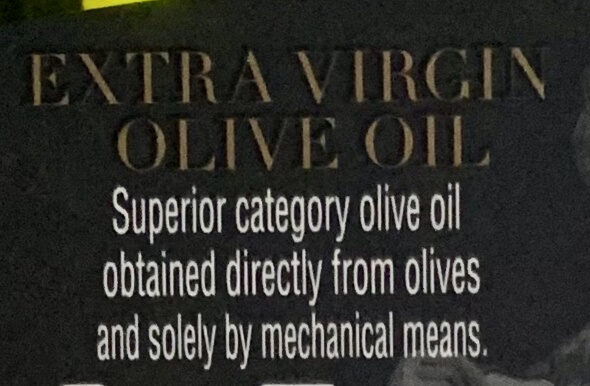 EXTRA VIRGIN
OLIVE OIL
Superior category olive oil
obtained directly from olives
and solely by mechanical means.